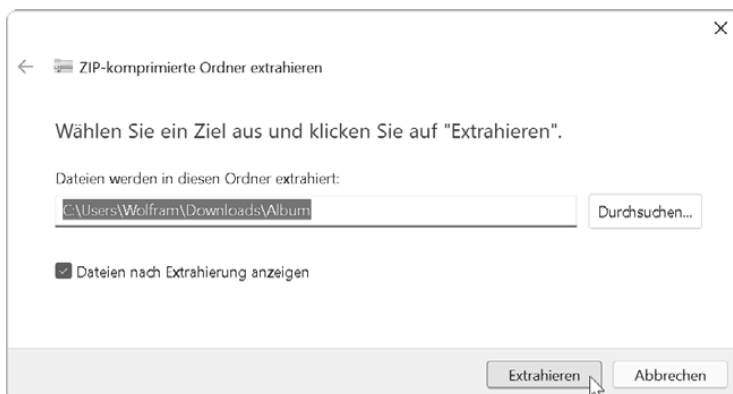 ZIP-komprimierte Ordner extrahieren
Wählen Sie ein Ziel aus und klicken Sie auf "Extrahieren".
Dateien werden in diesen Ordner extrahiert:
C:\Users\Wolfram\Downloads\Album
Durchsuchen...
Dateien nach Extrahierung anzeigen
Extrahieren
Abbrechen